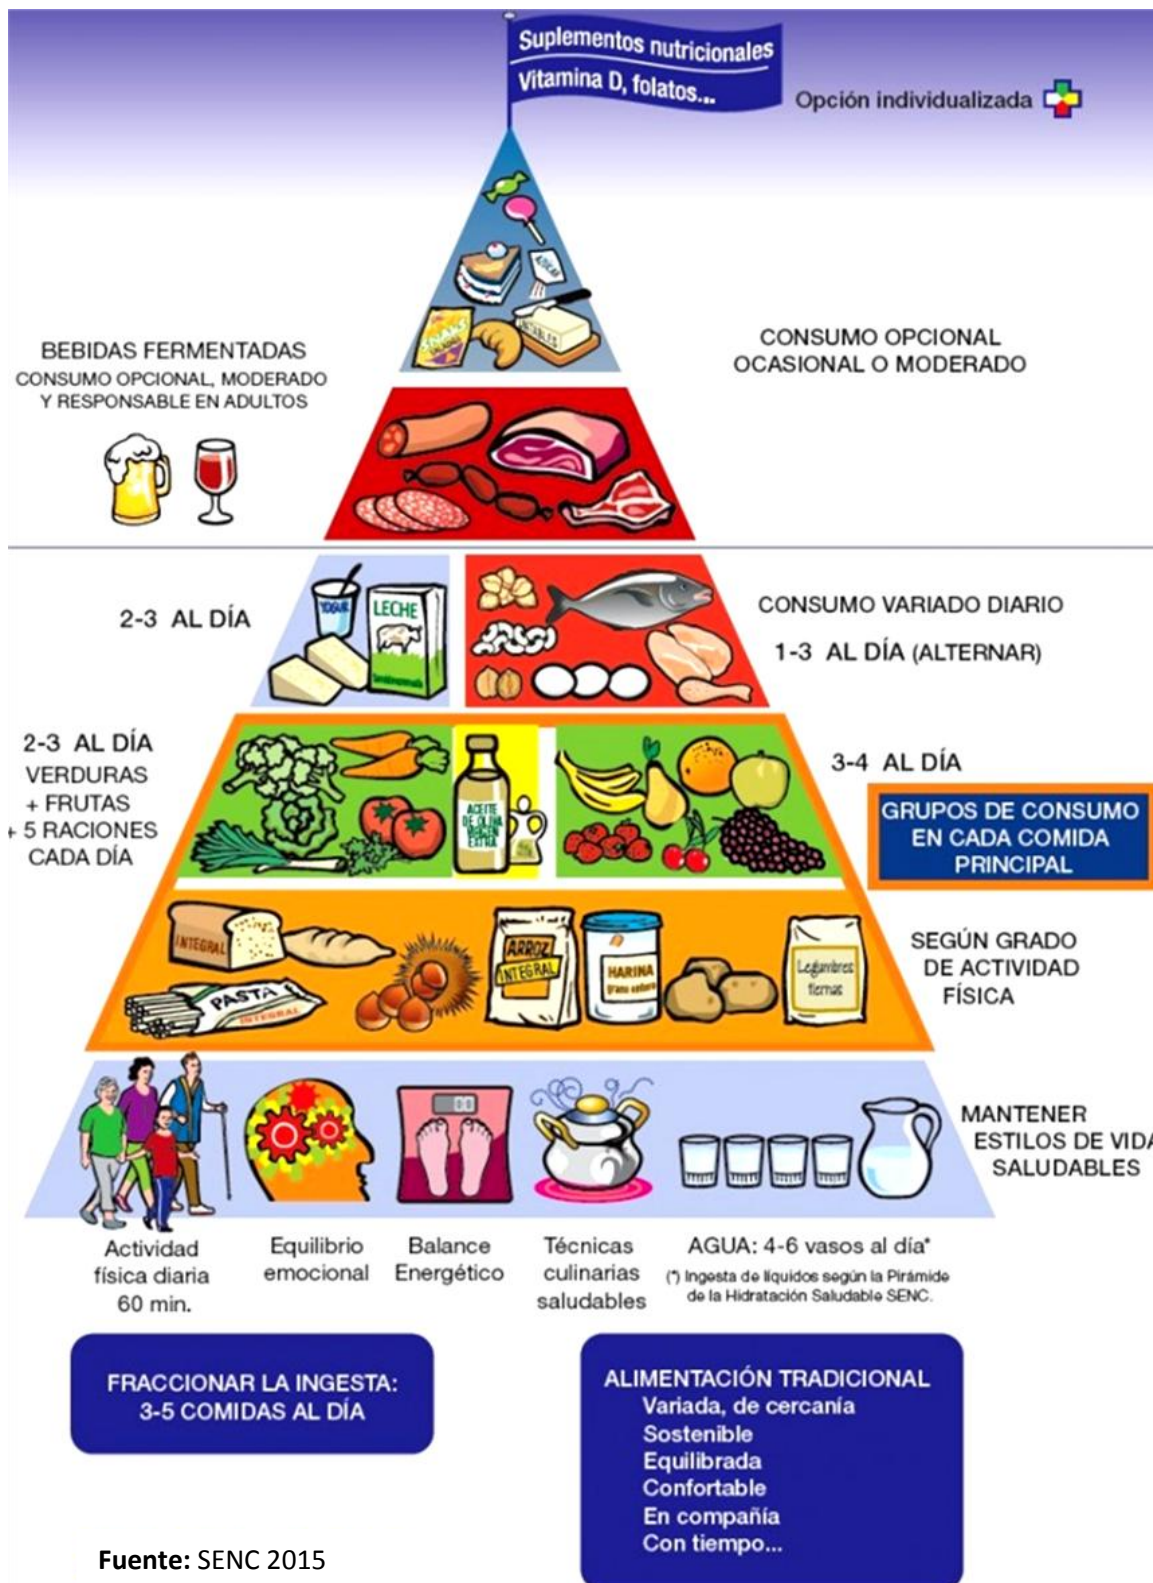 Suplementos nutricionales
Vitamina D, folatos...
Opción individualizada
AZÚCAR
SNAKS
SALADOS
UNTABLES
BEBIDAS FERMENTADAS
CONSUMO OPCIONAL, MODERADO
Y RESPONSABLE EN ADULTOS
CONSUMO OPCIONAL
OCASIONAL O MODERADO
2-3 AL DÍA
YOGUR
LECHE
CONSUMO VARIADO DIARIO
1-3 AL DÍA (ALTERNAR)
2-3 AL DÍA
VERDURAS
+ FRUTAS
+ 5 RACIONES
CADA DÍA
ACEITE
DE OLIVA
VIRGEN
EXTRA
3-4 AL DÍA
GRUPOS DE CONSUMO
EN CADA COMIDA
PRINCIPAL
INTEGRAL
PASTA
INTEGRAL
ARROZ
INTEGRAL
HARINA
grano entero
Legumbres
tiernas
SEGÚN GRADO
DE ACTIVIDAD
FÍSICA
MANTENER
ESTILOS DE VIDA
SALUDABLES
Actividad
física diaria
60 min.
Equilibrio
emocional
Balance
Energético
Técnicas
culinarias
saludables
AGUA: 4-6 vasos al día*
(*) Ingesta de líquidos según la Pirámide
de la Hidratación Saludable SENC.
FRACCIONAR LA INGESTA:
3-5 COMIDAS AL DÍA
ALIMENTACIÓN TRADICIONAL
Variada, de cercanía
Sostenible
Equilibrada
Confortable
En compañía
Con tiempo...
Fuente: SENC 2015